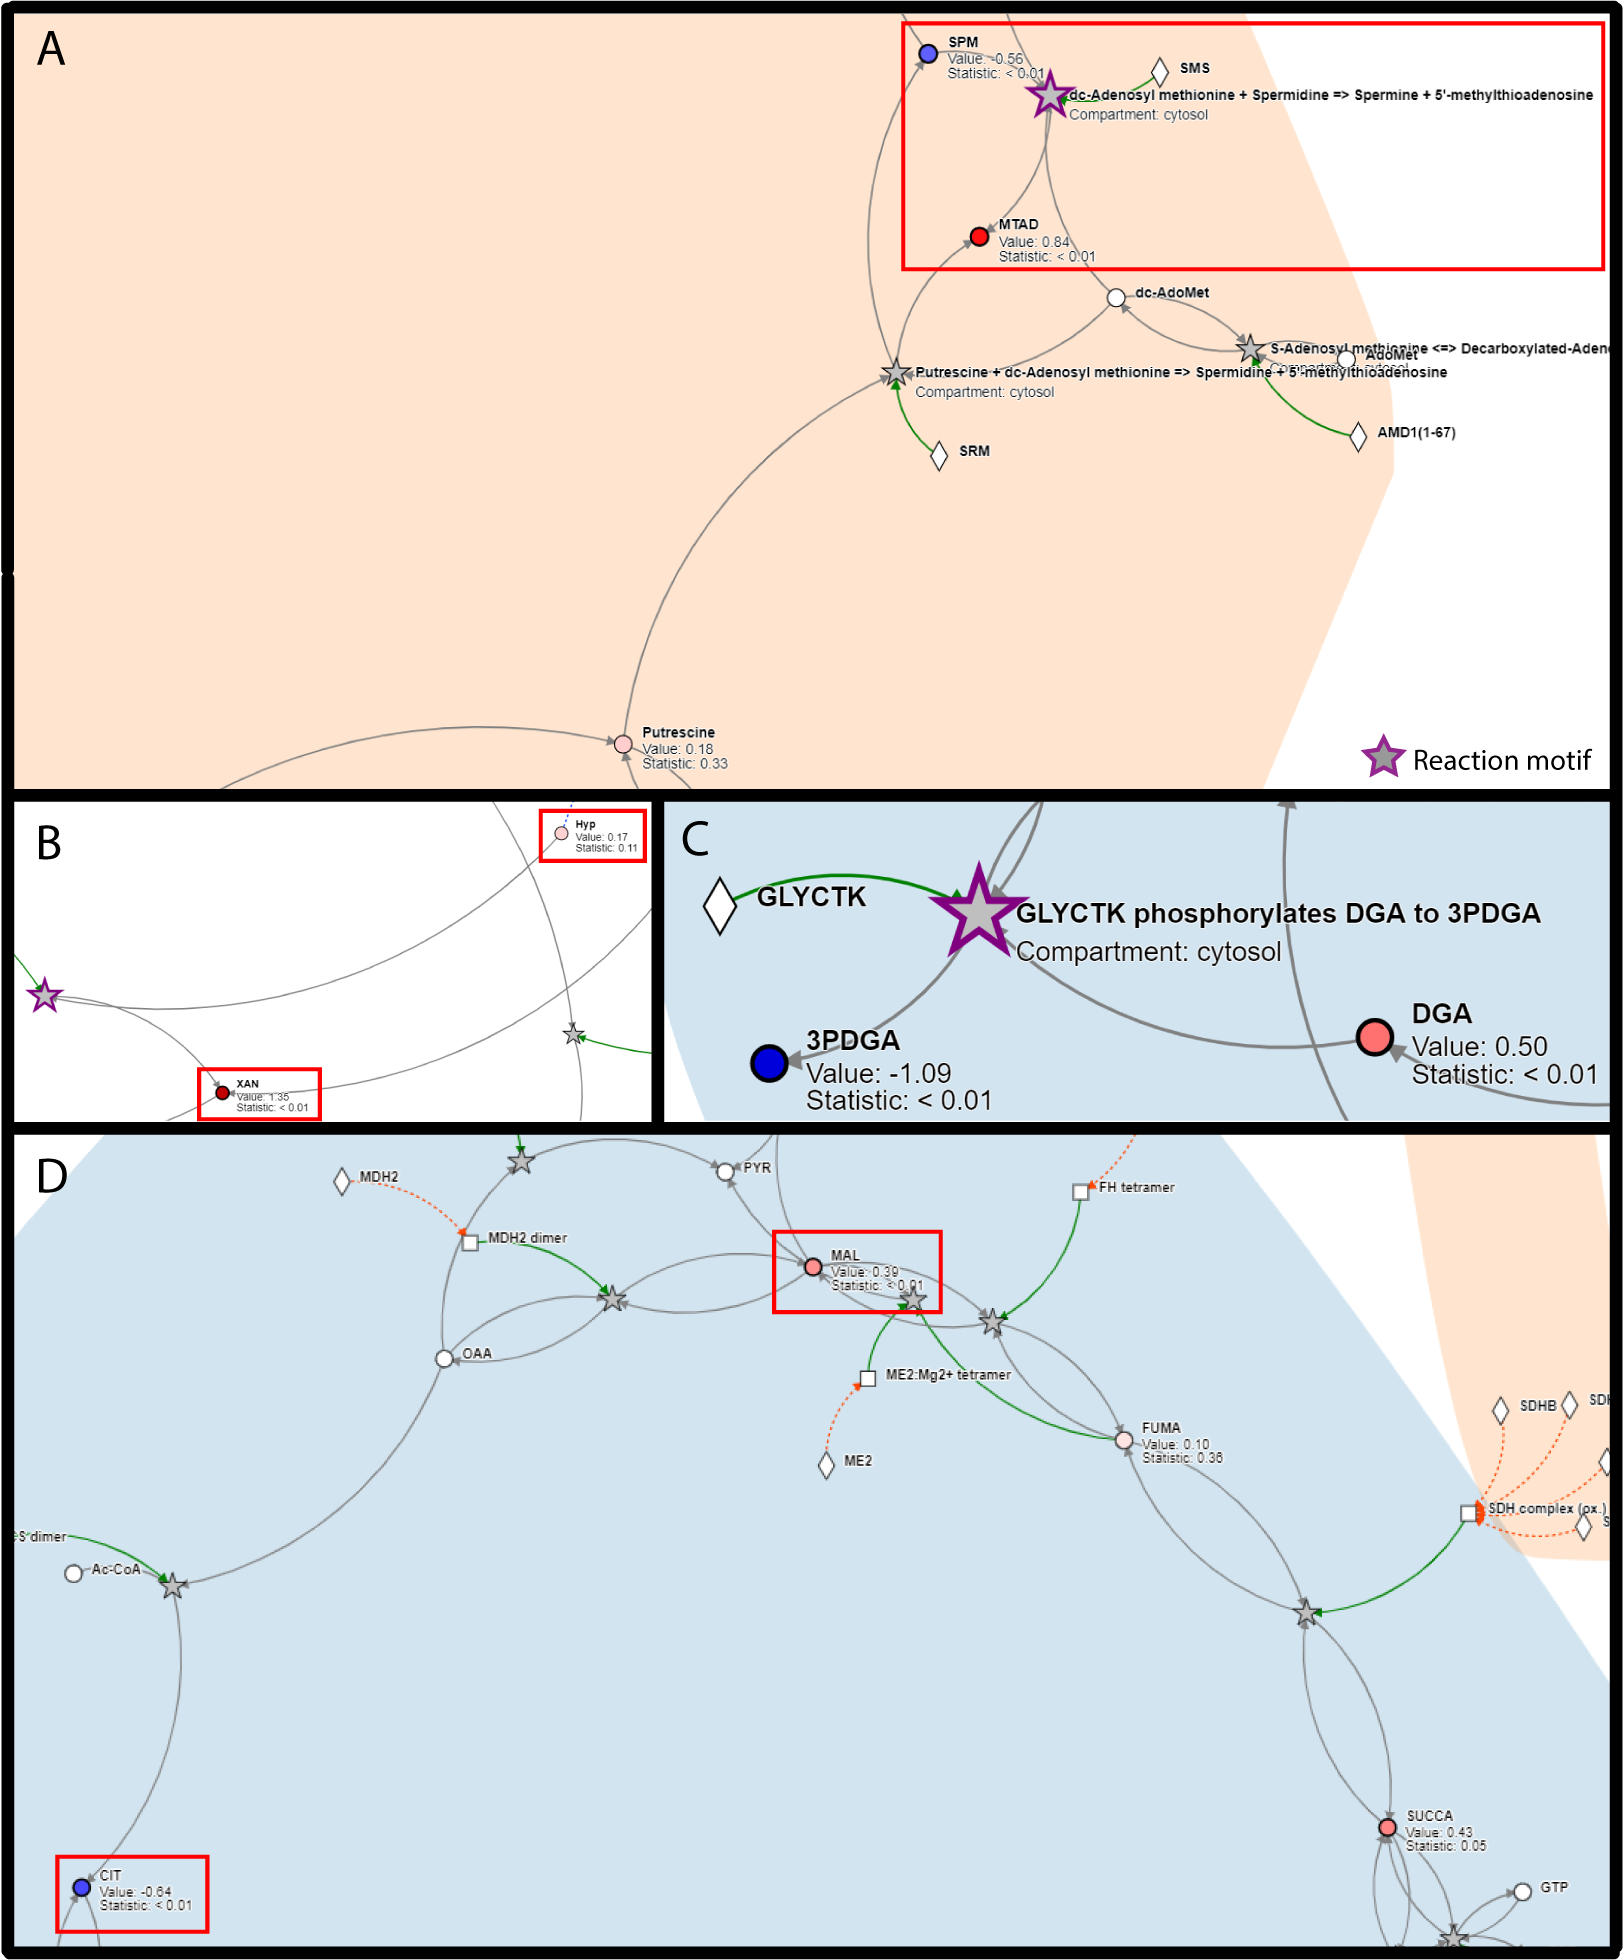 A
SPM
Value: -0.56
Statistic: < 0.01
SMS
dc-Adenosyl methionine + Spermidine => Spermine + 5'-methylthioadenosine
Compartment: cytosol
MTAD
Value: 0.84
Statistic: < 0.01
dc-AdoMet
S-Adenosyl methionine <=> Decarboxylated-Aden
AdoMet
Compartment: cytosol
Putrescine + dc-Adenosyl methionine => Spermidine + 5'-methylthioadenosine
Compartment: cytosol
AMD1(1-67)
SRM
Putrescine
Value: 0.18
Statistic: 0.33
Reaction motif
B
Hyp
Value: 0.17
Statistic: 0.11
XAN
Value: 1.35
Statistic: < 0.01
C
GLYCTK
GLYCTK phosphorylates DGA to 3PDGA
Compartment: cytosol
DGA
Value: 0.50
Statistic: < 0.01
3PDGA
Value: -1.09
Statistic: < 0.01
D
MDH2
PYR
FH tetramer
MDH2 dimer
MAL
Value: 0.39
Statistic: < 0.01
OAA
ME2:Mg2+ tetramer
FUMA
Value: 0.10
Statistic: 0.36
ME2
SDHB
SDH
SDH complex (ox.)
S
S dimer
Ac-CoA
SUCCA
Value: 0.43
Statistic: 0.05
CIT
Value: -0.64
Statistic: < 0.01
GTP